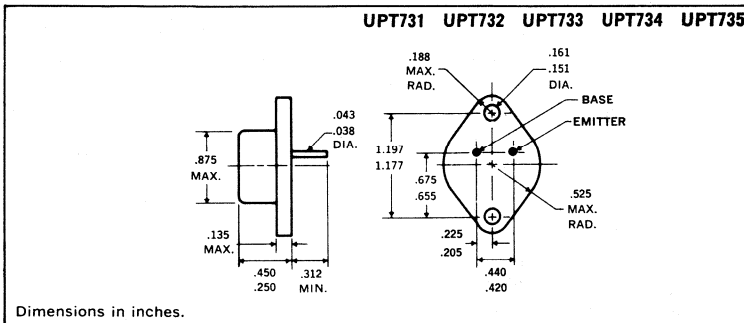 UPT731 UPT732 UPT733 UPT734 UPT735
.188
MAX.
RAD.
.161
.151
DIA.
BASE
EMITTER
.043
.038
DIA.
.875
MAX.
1.197
1.177
.675
.655
.525
MAX.
RAD.
.135
MAX.
.225
.205
.450
.250
.312
MIN.
.440
.420
Dimensions in inches.